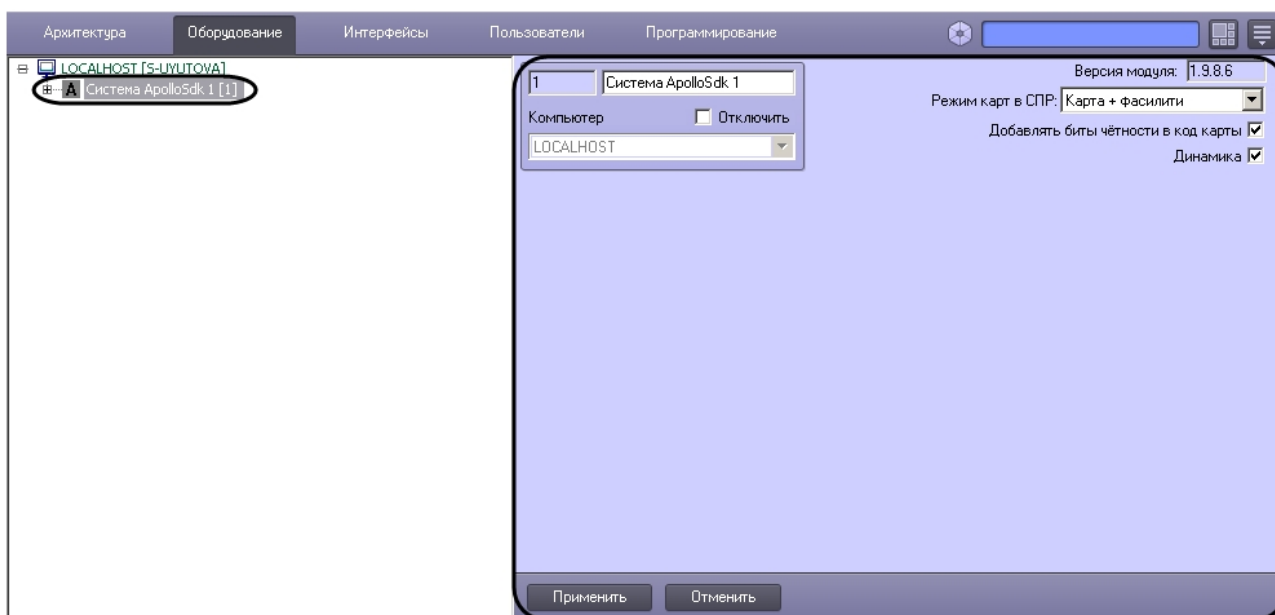 Архитектура Оборудование Интерфейсы Пользователи Программирование
LOCALHOST [S-UYUTOVA]
A Система ApolloSdk 1 [1]
1 Система ApolloSdk 1
Компьютер Отключить
LOCALHOST
Версия модуля: 1.9.8.6
Режим карт в СПР: Карта + фасилити
Добавлять биты чётности в код карты
Динамика
Применить Отменить